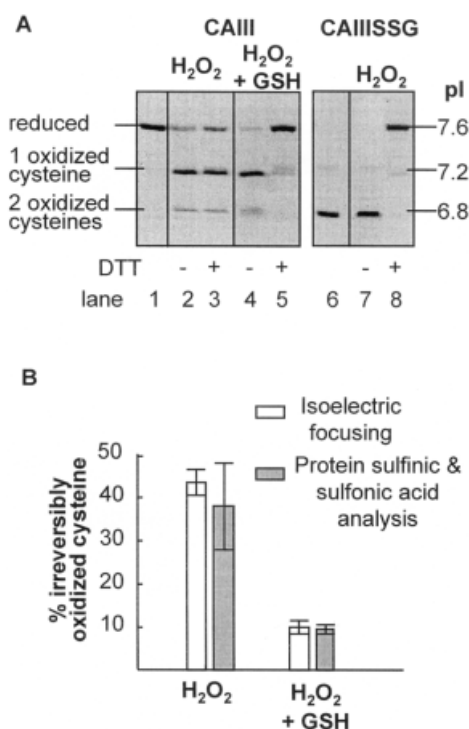 A
CAIII
CAIIISSG
H2O2
H2O2
+ GSH
H2O2
pI
reduced
7.6
1 oxidized
cysteine
7.2
2 oxidized
cysteines
6.8
DTT - + - + - +
lane 1 2 3 4 5 6 7 8
B
Isoelectric
focusing
Protein sulfinic &
sulfonic acid
analysis
% irreversibly
oxidized cysteine
50
40
30
20
10
H2O2
H2O2
+ GSH